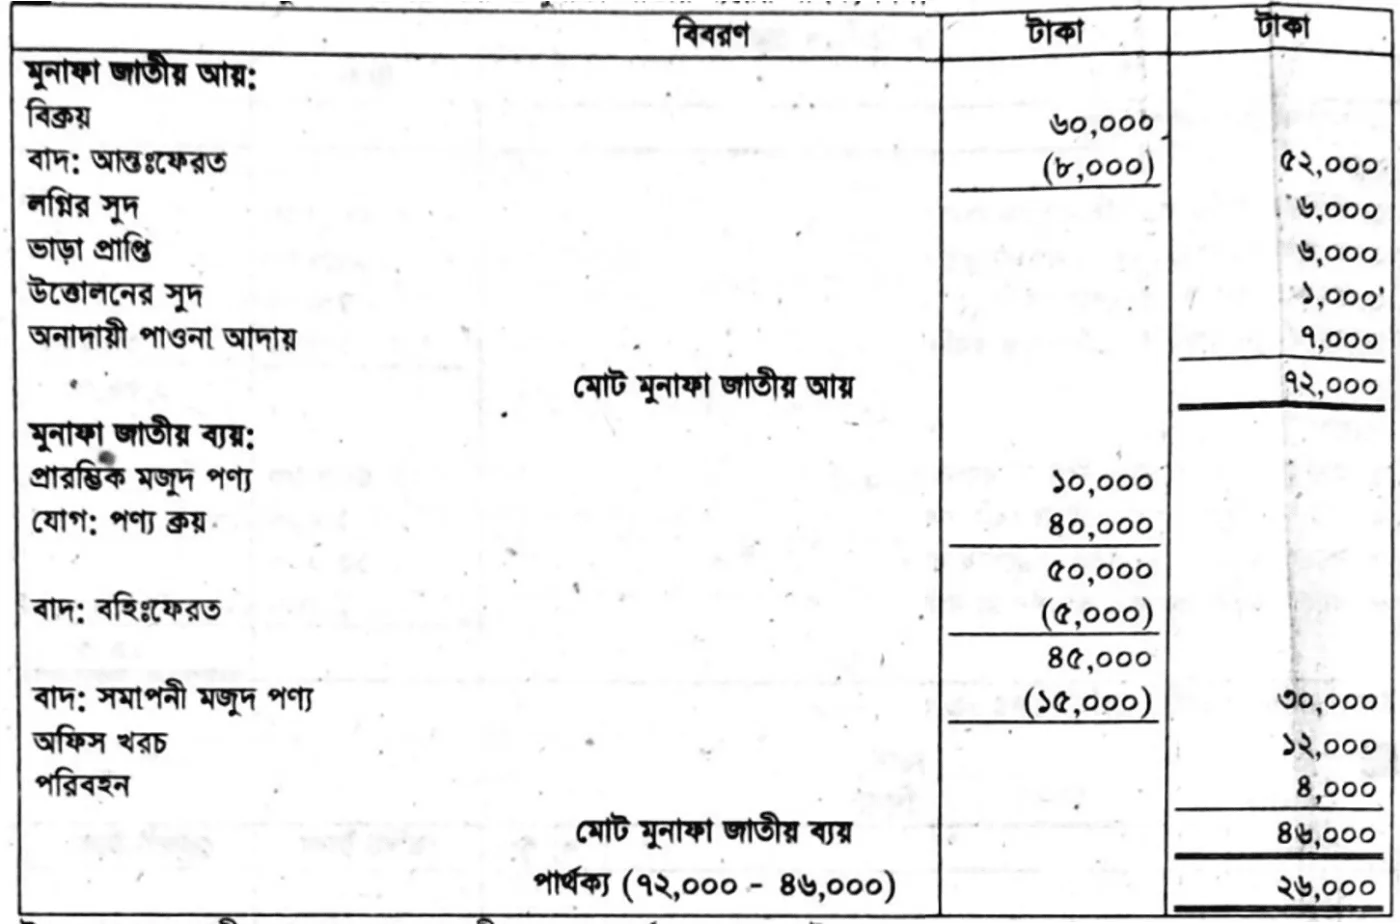 বিবরণ টাকা টাকা
মুনাফা জাতীয় আয়:
বিক্রয় ৬০,০০০
বাদ: আন্তঃফেরত (৮,০০০) ৫২,০০০
লগ্নির সুদ ৬,০০০
ভাড়া প্রাপ্তি ৬,০০০
উত্তোলনের সুদ ১,০০০
অনাদায়ী পাওনা আদায় ৭,০০০
মোট মুনাফা জাতীয় আয় ৭২,০০০
মুনাফা জাতীয় ব্যয়:
প্রারম্ভিক মজুদ পণ্য ১০,০০০
যোগ: পণ্য ক্রয় ৪০,০০০
৫০,০০০
বাদ: বহিঃফেরত (৫,০০০)
৪৫,০০০
বাদ: সমাপনী মজুদ পণ্য (১৫,০০০) ৩০,০০০
অফিস খরচ ১২,০০০
পরিবহন ৪,০০০
মোট মুনাফা জাতীয় ব্যয় ৪৬,০০০
পার্থক্য (৭২,০০০ - ৪৬,০০০) ২৬,০০০